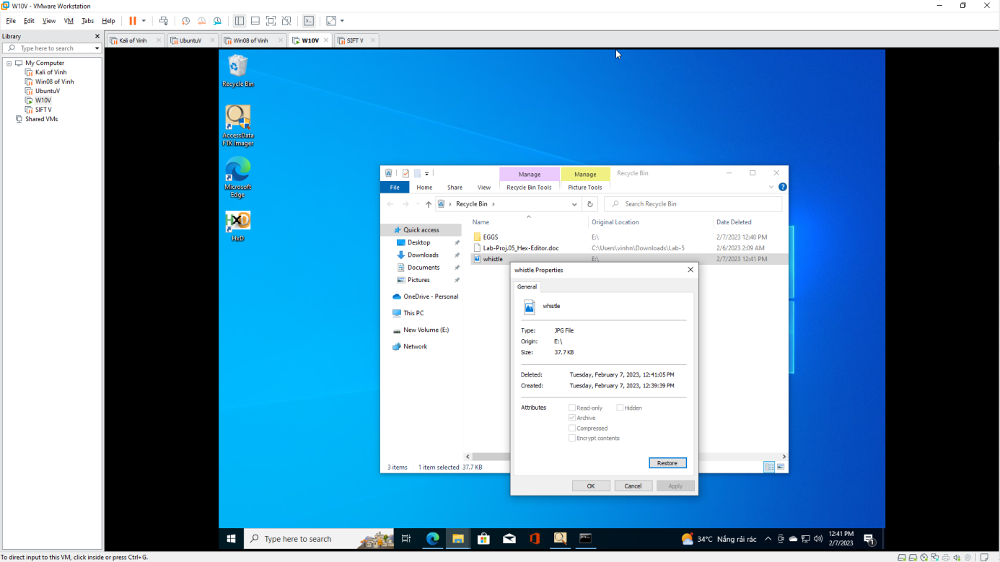 W10V - VMware Workstation
File Edit View VM Tabs Help
Library
Type here to search
My Computer
Kali of Vinh
Win08 of Vinh
UbuntuV
W10V
SIFT V
Shared VMs
Kali of Vinh UbuntuV Win08 of Vinh W10V SIFT V
Recycle Bin
AccessData
FTK Imager
Microsoft
Edge
HxD
Manage Manage Recycle Bin
File Home Share View Recycle Bin Tools Picture Tools
Recycle Bin
Search Recycle Bin
Quick access
Desktop
Downloads
Documents
Pictures
OneDrive - Personal
This PC
New Volume (E:)
Network
Name Original Location Date Deleted
EGGS E:\ 2/7/2023 12:40 PM
Lab-Proj.05_Hex-Editor.doc C:\Users\vinhn\Downloads\Lab-5 2/6/2023 2:09 AM
whistle E:\ 2/7/2023 12:41 PM
whistle Properties
General
whistle
Type: JPG File
Origin: E:\
Size: 37.7 KB
Deleted: Tuesday, February 7, 2023, 12:41:05 PM
Created: Tuesday, February 7, 2023, 12:39:39 PM
Attributes Read-only Hidden
Archive
Compressed
Encrypt contents
Restore
OK Cancel Apply
3 items 1 item selected 37.7 KB
Type here to search
34°C Nắng rải rác
12:41 PM
2/7/2023
1
To direct input to this VM, click inside or press Ctrl+G.